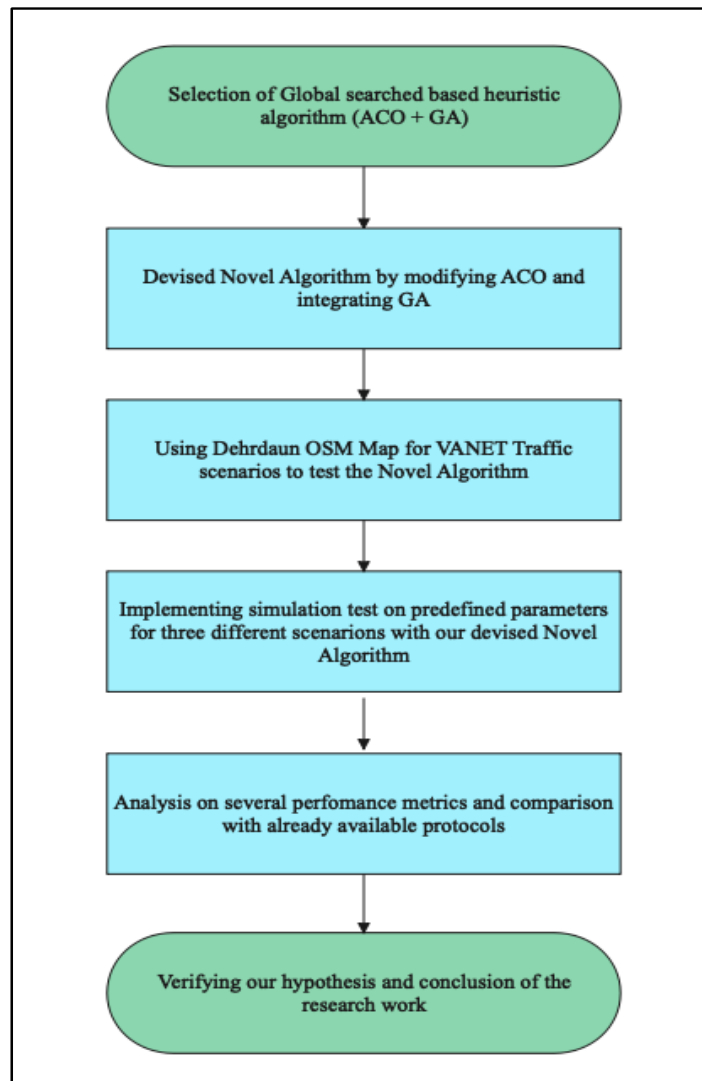 Selection of Global searched based heuristic
algorithm (ACO + GA)
Devised Novel Algorithm by modifying ACO and
integrating GA
Using Dehrdaun OSM Map for VANET Traffic
scenarios to test the Novel Algorithm
Implementing simulation test on predefined parameters
for three different scenarions with our devised Novel
Algorithm
Analysis on several perfomance metrics and comparison
with already available protocols
Verifying our hypothesis and conclusion of the
research work